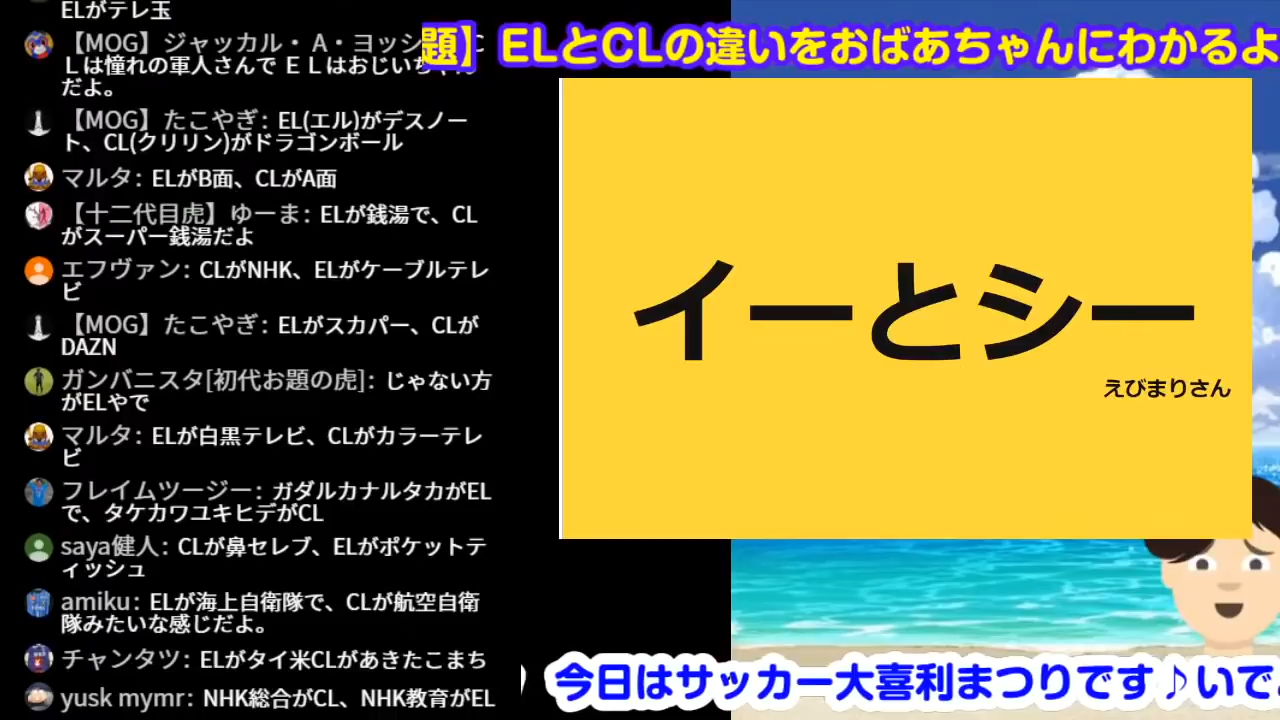 ELがテレ玉
【MOG】ジャッカル・A・ヨッシ
Lは憧れの軍人さんでELはおじいちゃん
だよ。
【MOG】たこやぎ: EL(エル)がデスノー
ト、CL(クリリン)がドラゴンボール
マルタ: ELがB面、CLがA面
【十二代目虎】ゆーま: ELが銭湯で、CL
がスーパー銭湯だよ
エフヴァン: CLがNHK、ELがケーブルテレ
ビ
【MOG】たこやぎ: ELがスカパー、CLが
DAZN
ガンバニスタ[初代お題の虎]: じゃない方
がELやで
マルタ: ELが白黒テレビ、CLがカラーテレ
ビ
フレイムツージー: ガダルカナルタカがEL
で、タケカワユキヒデがCL
saya健人: CLが鼻セレブ、ELがポケットテ
ィッシュ
amiku: ELが海上自衛隊で、CLが航空自衛
隊みたいな感じだよ。
チャンタツ: ELがタイ米CLがあきたこまち
yusk mymr: NHK総合がCL、NHK教育がEL
題】ELとCLの違いをおばあちゃんにわかるよ
イーとシー
えびまりさん
今日はサッカー大喜利まつりです♪いで